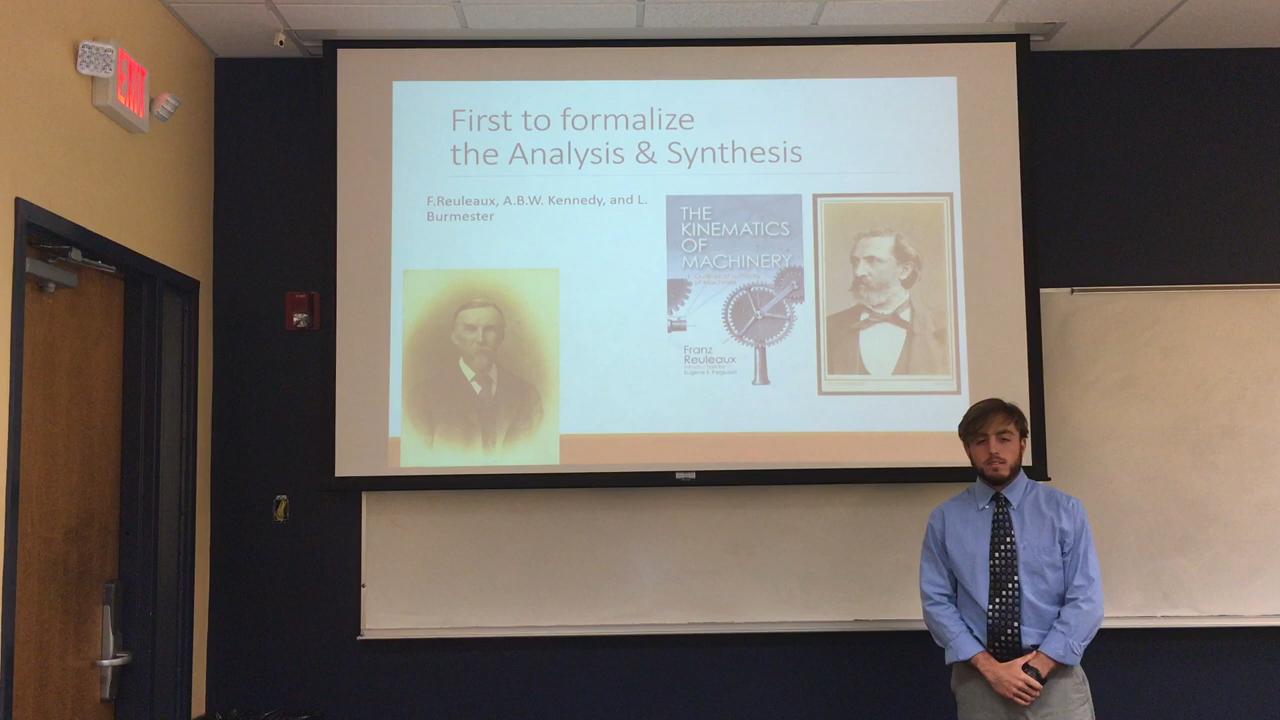 EXIT
First to formalize
the Analysis & Synthesis
F.Reuleaux, A.B.W. Kennedy, and L.
Burmester
THE
KINEMATICS
OF
MACHINERY
Franz
Reuleaux